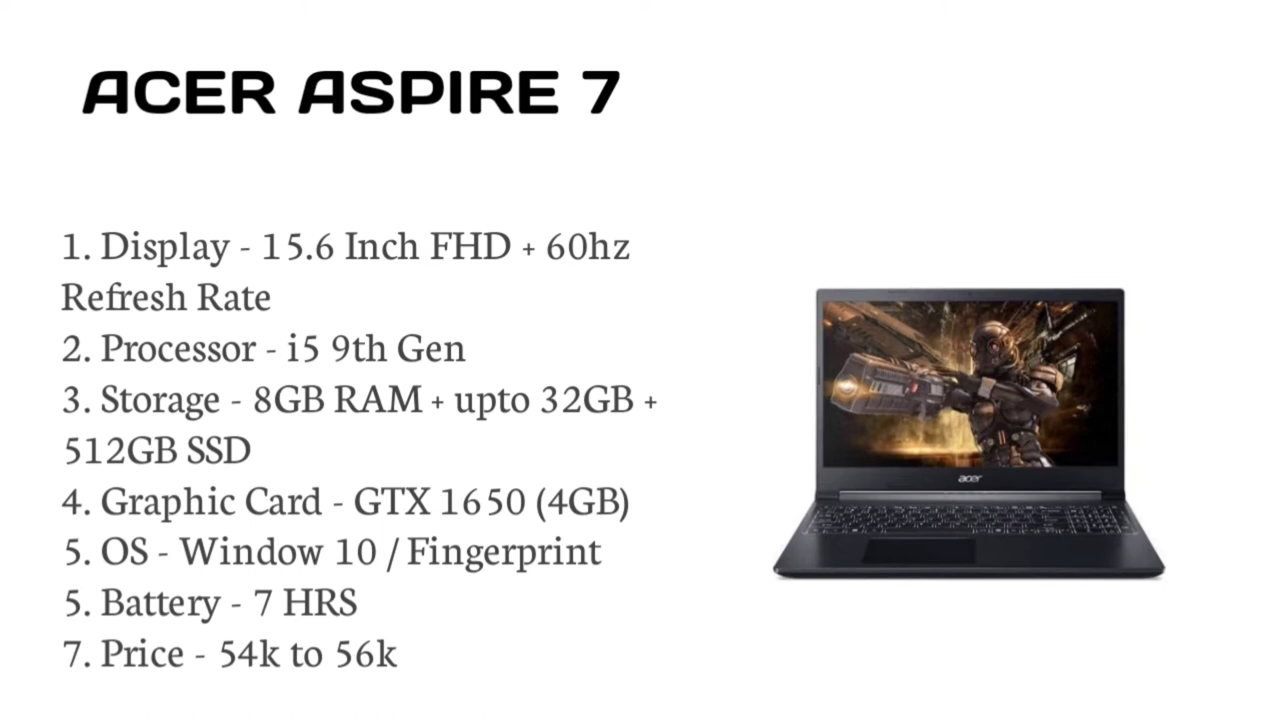 ACER ASPIRE 7
1. Display - 15.6 Inch FHD + 60hz
Refresh Rate
2. Processor - i5 9th Gen
3. Storage - 8GB RAM + upto 32GB +
512GB SSD
4. Graphic Card - GTX 1650 (4GB)
5. OS - Window 10 / Fingerprint
5. Battery - 7 HRS
7. Price - 54k to 56k
acer